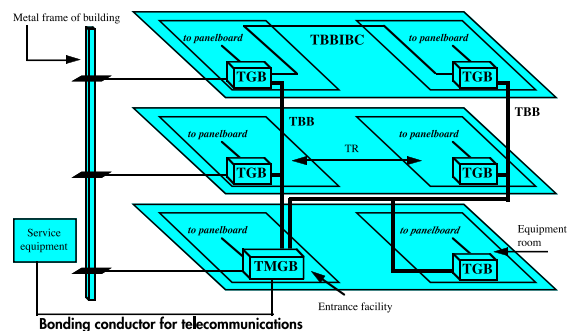 Metal frame of building
to panelboard
TBBIBC
to panelboard
TGB
TGB
TBB
TBB
to panelboard
TR
to panelboard
TGB
TGB
Service
equipment
to panelboard
to panelboard
Equipment
room
TMGB
TGB
Entrance facility
Bonding conductor for telecommunications